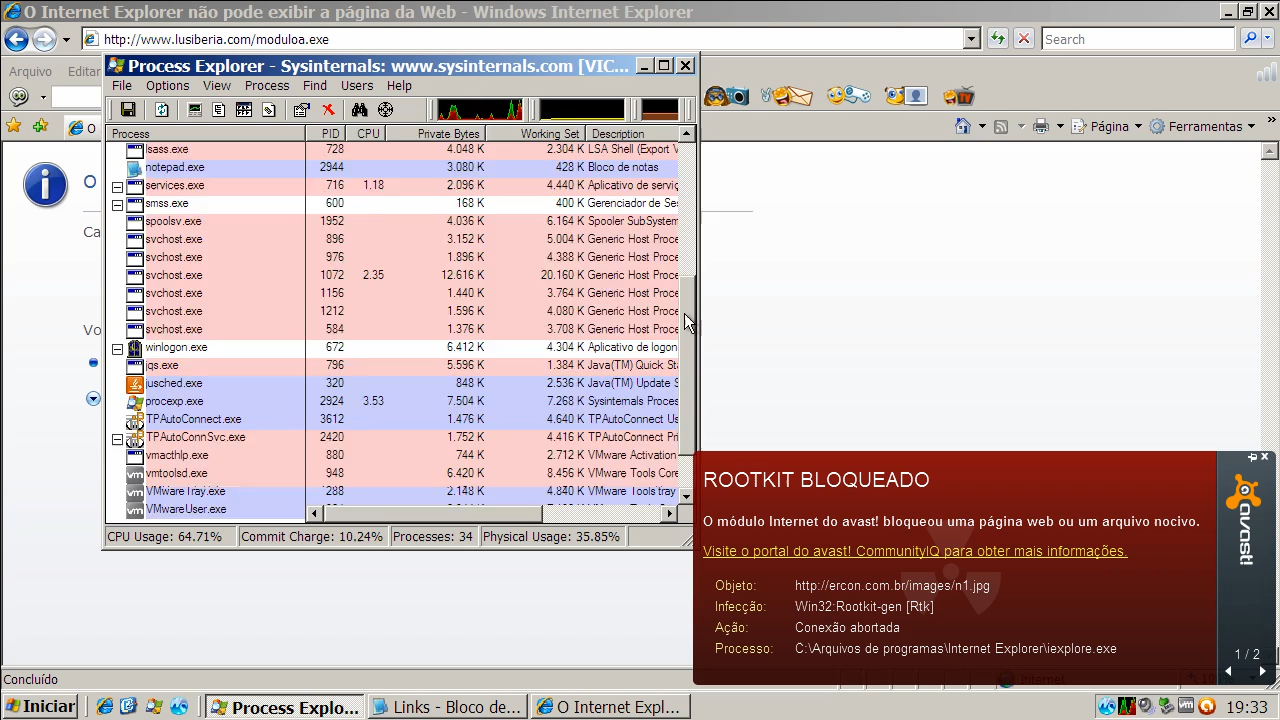 O Internet Explorer não pode exibir a página da Web - Windows Internet Explorer
http://www.lusiberia.com/moduloa.exe
Search
Arquivo Editar
Página Ferramentas
Process Explorer - Sysinternals: www.sysinternals.com [VIC...
File Options View Process Find Users Help
Process PID CPU Private Bytes Working Set Description
lsass.exe 728 4.048 K 2.304 K LSA Shell (Export V
notepad.exe 2944 3.080 K 428 K Bloco de notas
services.exe 716 1.18 2.096 K 4.440 K Aplicativo de serviç
smss.exe 600 168 K 400 K Gerenciador de Ses
spoolsv.exe 1952 4.036 K 6.164 K Spooler SubSystem
svchost.exe 896 3.152 K 5.004 K Generic Host Proce
svchost.exe 976 1.896 K 4.388 K Generic Host Proce
svchost.exe 1072 2.35 12.616 K 20.160 K Generic Host Proce
svchost.exe 1156 1.440 K 3.764 K Generic Host Proce
svchost.exe 1212 1.596 K 4.080 K Generic Host Proce
svchost.exe 584 1.376 K 3.708 K Generic Host Proce
winlogon.exe 672 6.412 K 4.304 K Aplicativo de logon
jqs.exe 796 5.596 K 1.384 K Java(TM) Quick Sta
jusched.exe 320 848 K 2.536 K Java(TM) Update S
procexp.exe 2924 3.53 7.504 K 7.268 K Sysinternals Proces
TPAutoConnect.exe 3612 1.476 K 4.640 K TPAutoConnect Us
TPAutoConnSvc.exe 2420 1.752 K 4.416 K TPAutoConnect Pri
vmacthlp.exe 880 744 K 2.712 K VMware Activation
vmtoolsd.exe 948 6.420 K 8.456 K VMware Tools Core
VMwareTray.exe 288 2.148 K 4.840 K VMware Tools tray
VMwareUser.exe
CPU Usage: 64.71% Commit Charge: 10.24% Processes: 34 Physical Usage: 35.85%
O
Ca
Vo
ROOTKIT BLOQUEADO
O módulo Internet do avast! bloqueou uma página web ou um arquivo nocivo.
Visite o portal do avast! CommunityIQ para obter mais informações.
Objeto: http://ercon.com.br/images/n1.jpg
Infecção: Win32:Rootkit-gen [Rtk]
Ação: Conexão abortada
Processo: C:\Arquivos de programas\Internet Explorer\iexplore.exe
avast!
1 / 2
Concluído
Internet
Iniciar
Process Explo...
Links - Bloco de...
O Internet Expl...
19:33